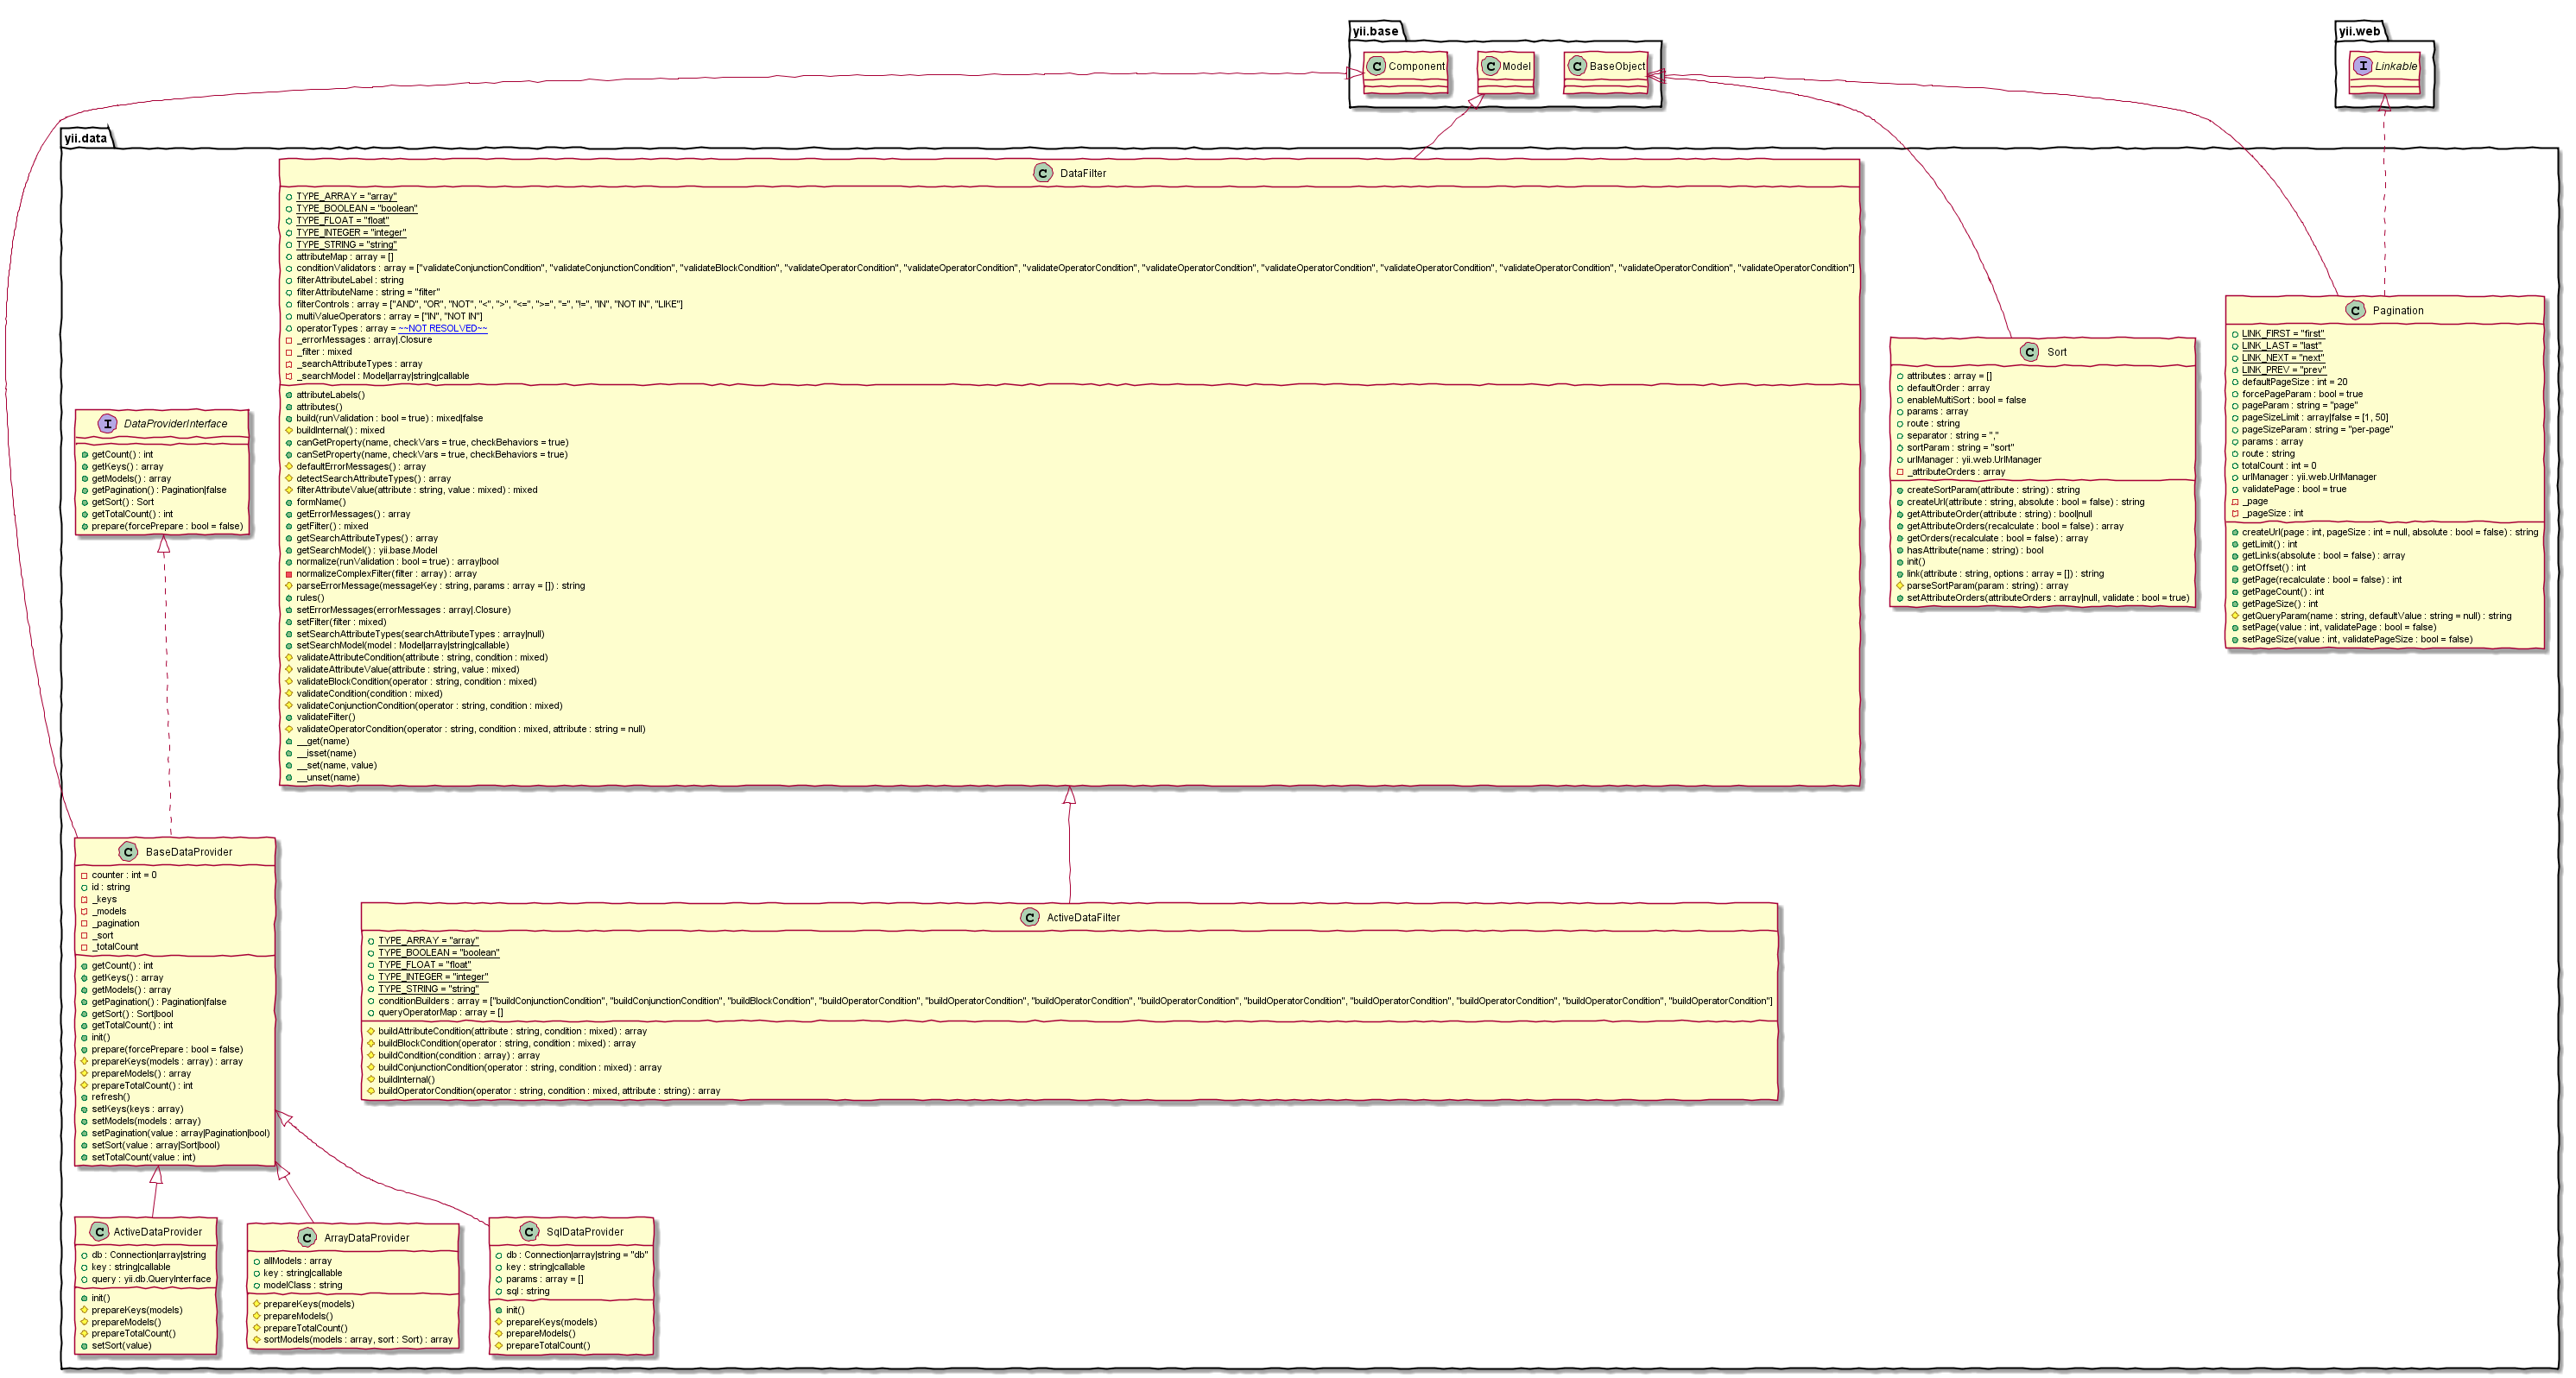 yii.base
C Component
C Model
C BaseObject
yii.web
I Linkable
yii.data
C DataFilter
TYPE_ARRAY = "array"
TYPE_BOOLEAN = "boolean"
TYPE_FLOAT = "float"
TYPE_INTEGER = "integer"
TYPE_STRING = "string"
attributeMap : array = []
conditionValidators : array = ["validateConjunctionCondition", "validateConjunctionCondition", "validateBlockCondition", "validateOperatorCondition", "validateOperatorCondition", "validateOperatorCondition", "validateOperatorCondition", "validateOperatorCondition", "validateOperatorCondition", "validateOperatorCondition", "validateOperatorCondition", "validateOperatorCondition"]
filterAttributeLabel : string
filterAttributeName : string = "filter"
filterControls : array = ["AND", "OR", "NOT", "<", ">", "<=", ">=", "=", "!=", "IN", "NOT IN", "LIKE"]
multiValueOperators : array = ["IN", "NOT IN"]
operatorTypes : array = ~~NOT RESOLVED~~
_errorMessages : array|.Closure
_filter : mixed
_searchAttributeTypes : array
_searchModel : Model|array|string|callable
attributeLabels()
attributes()
build(runValidation : bool = true) : mixed|false
buildInternal() : mixed
canGetProperty(name, checkVars = true, checkBehaviors = true)
canSetProperty(name, checkVars = true, checkBehaviors = true)
defaultErrorMessages() : array
detectSearchAttributeTypes() : array
filterAttributeValue(attribute : string, value : mixed) : mixed
formName()
getErrorMessages() : array
getFilter() : mixed
getSearchAttributeTypes() : array
getSearchModel() : yii.base.Model
normalize(runValidation : bool = true) : array|bool
normalizeComplexFilter(filter : array) : array
parseErrorMessage(messageKey : string, params : array = []) : string
rules()
setErrorMessages(errorMessages : array|.Closure)
setFilter(filter : mixed)
setSearchAttributeTypes(searchAttributeTypes : array|null)
setSearchModel(model : Model|array|string|callable)
validateAttributeCondition(attribute : string, condition : mixed)
validateAttributeValue(attribute : string, value : mixed)
validateBlockCondition(operator : string, condition : mixed)
validateCondition(condition : mixed)
validateConjunctionCondition(operator : string, condition : mixed)
validateFilter()
validateOperatorCondition(operator : string, condition : mixed, attribute : string = null)
__get(name)
__isset(name)
__set(name, value)
__unset(name)
C Sort
attributes : array = []
defaultOrder : array
enableMultiSort : bool = false
params : array
route : string
separator : string = ","
sortParam : string = "sort"
urlManager : yii.web.UrlManager
_attributeOrders : array
createSortParam(attribute : string) : string
createUrl(attribute : string, absolute : bool = false) : string
getAttributeOrder(attribute : string) : bool|null
getAttributeOrders(recalculate : bool = false) : array
getOrders(recalculate : bool = false) : array
hasAttribute(name : string) : bool
init()
link(attribute : string, options : array = []) : string
parseSortParam(param : string) : array
setAttributeOrders(attributeOrders : array|null, validate : bool = true)
C Pagination
LINK_FIRST = "first"
LINK_LAST = "last"
LINK_NEXT = "next"
LINK_PREV = "prev"
defaultPageSize : int = 20
forcePageParam : bool = true
pageParam : string = "page"
pageSizeLimit : array|false = [1, 50]
pageSizeParam : string = "per-page"
params : array
route : string
totalCount : int = 0
urlManager : yii.web.UrlManager
validatePage : bool = true
_page
_pageSize : int
createUrl(page : int, pageSize : int = null, absolute : bool = false) : string
getLimit() : int
getLinks(absolute : bool = false) : array
getOffset() : int
getPage(recalculate : bool = false) : int
getPageCount() : int
getPageSize() : int
getQueryParam(name : string, defaultValue : string = null) : string
setPage(value : int, validatePage : bool = false)
setPageSize(value : int, validatePageSize : bool = false)
I DataProviderInterface
getCount() : int
getKeys() : array
getModels() : array
getPagination() : Pagination|false
getSort() : Sort
getTotalCount() : int
prepare(forcePrepare : bool = false)
C BaseDataProvider
counter : int = 0
id : string
_keys
_models
_pagination
_sort
_totalCount
getCount() : int
getKeys() : array
getModels() : array
getPagination() : Pagination|false
getSort() : Sort|bool
getTotalCount() : int
init()
prepare(forcePrepare : bool = false)
prepareKeys(models : array) : array
prepareModels() : array
prepareTotalCount() : int
refresh()
setKeys(keys : array)
setModels(models : array)
setPagination(value : array|Pagination|bool)
setSort(value : array|Sort|bool)
setTotalCount(value : int)
C ActiveDataFilter
TYPE_ARRAY = "array"
TYPE_BOOLEAN = "boolean"
TYPE_FLOAT = "float"
TYPE_INTEGER = "integer"
TYPE_STRING = "string"
conditionBuilders : array = ["buildConjunctionCondition", "buildConjunctionCondition", "buildBlockCondition", "buildOperatorCondition", "buildOperatorCondition", "buildOperatorCondition", "buildOperatorCondition", "buildOperatorCondition", "buildOperatorCondition", "buildOperatorCondition", "buildOperatorCondition", "buildOperatorCondition"]
queryOperatorMap : array = []
buildAttributeCondition(attribute : string, condition : mixed) : array
buildBlockCondition(operator : string, condition : mixed) : array
buildCondition(condition : array) : array
buildConjunctionCondition(operator : string, condition : mixed) : array
buildInternal()
buildOperatorCondition(operator : string, condition : mixed, attribute : string) : array
C ActiveDataProvider
db : Connection|array|string
key : string|callable
query : yii.db.QueryInterface
init()
prepareKeys(models)
prepareModels()
prepareTotalCount()
setSort(value)
C ArrayDataProvider
allModels : array
key : string|callable
modelClass : string
prepareKeys(models)
prepareModels()
prepareTotalCount()
sortModels(models : array, sort : Sort) : array
C SqlDataProvider
db : Connection|array|string = "db"
key : string|callable
params : array = []
sql : string
init()
prepareKeys(models)
prepareModels()
prepareTotalCount()